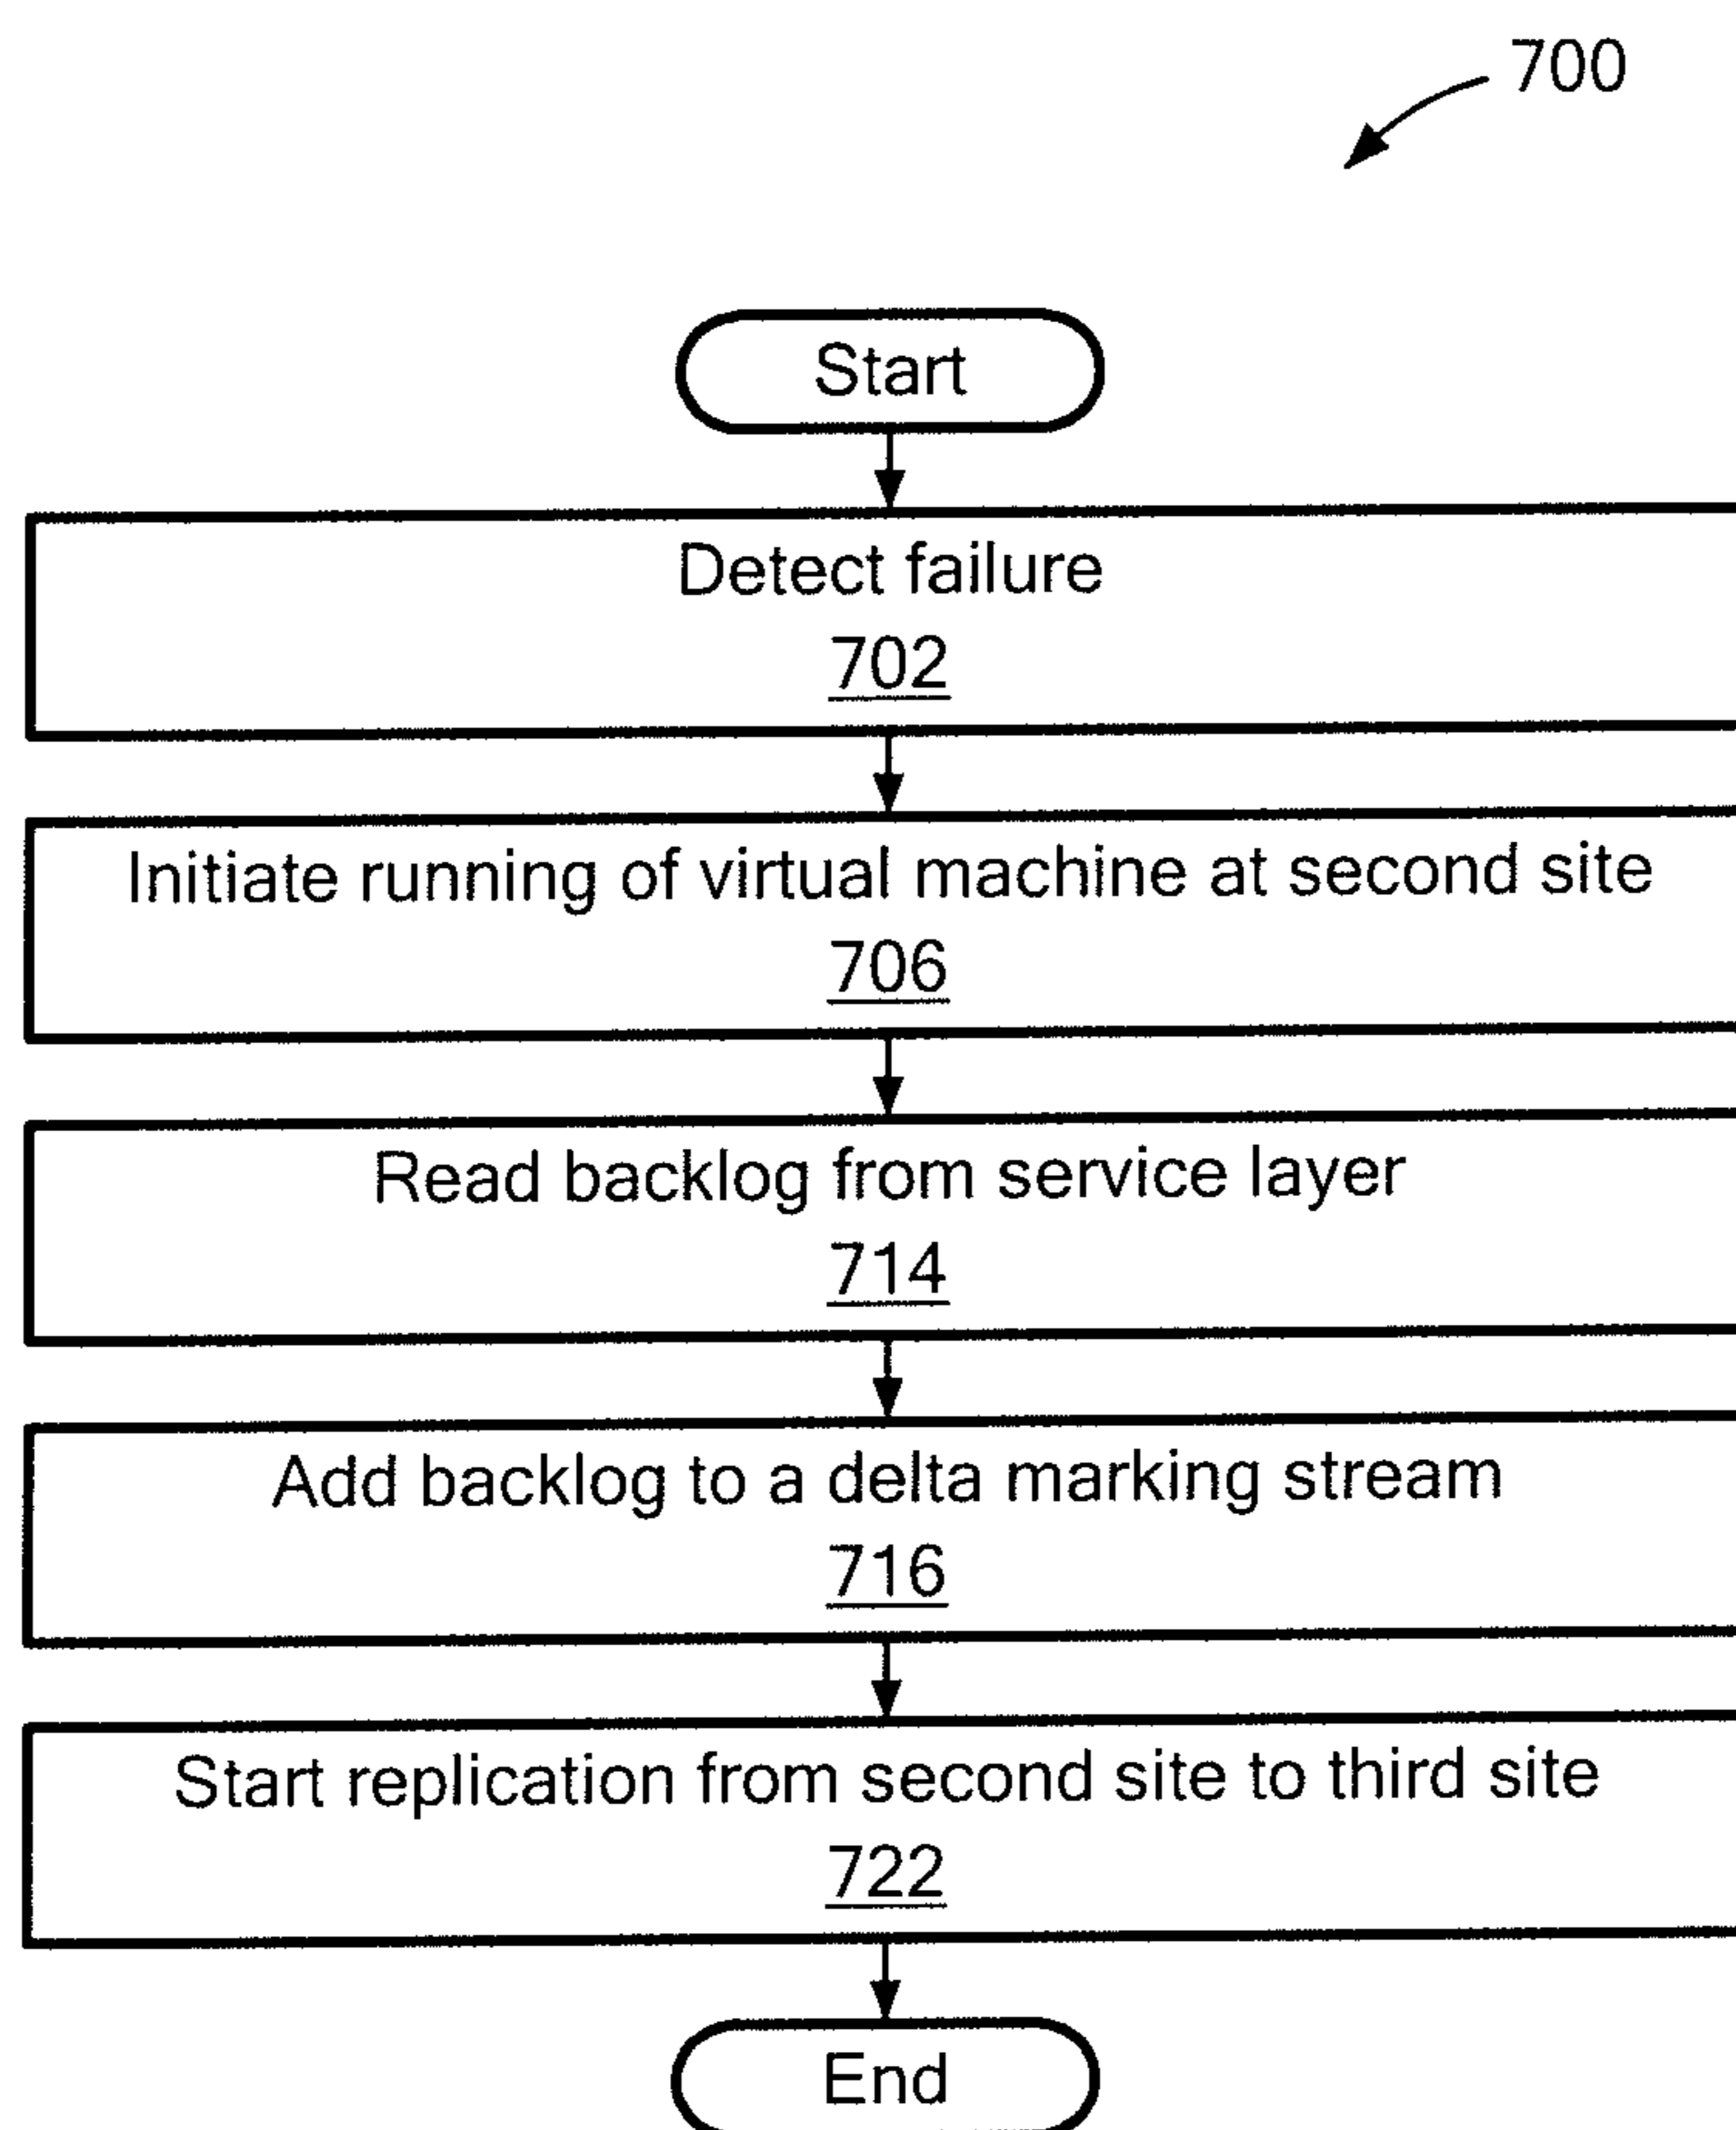 700
Start
Detect failure
702
Initiate running of virtual machine at second site
706
Read backlog from service layer
714
Add backlog to a delta marking stream
716
Start replication from second site to third site
722
End